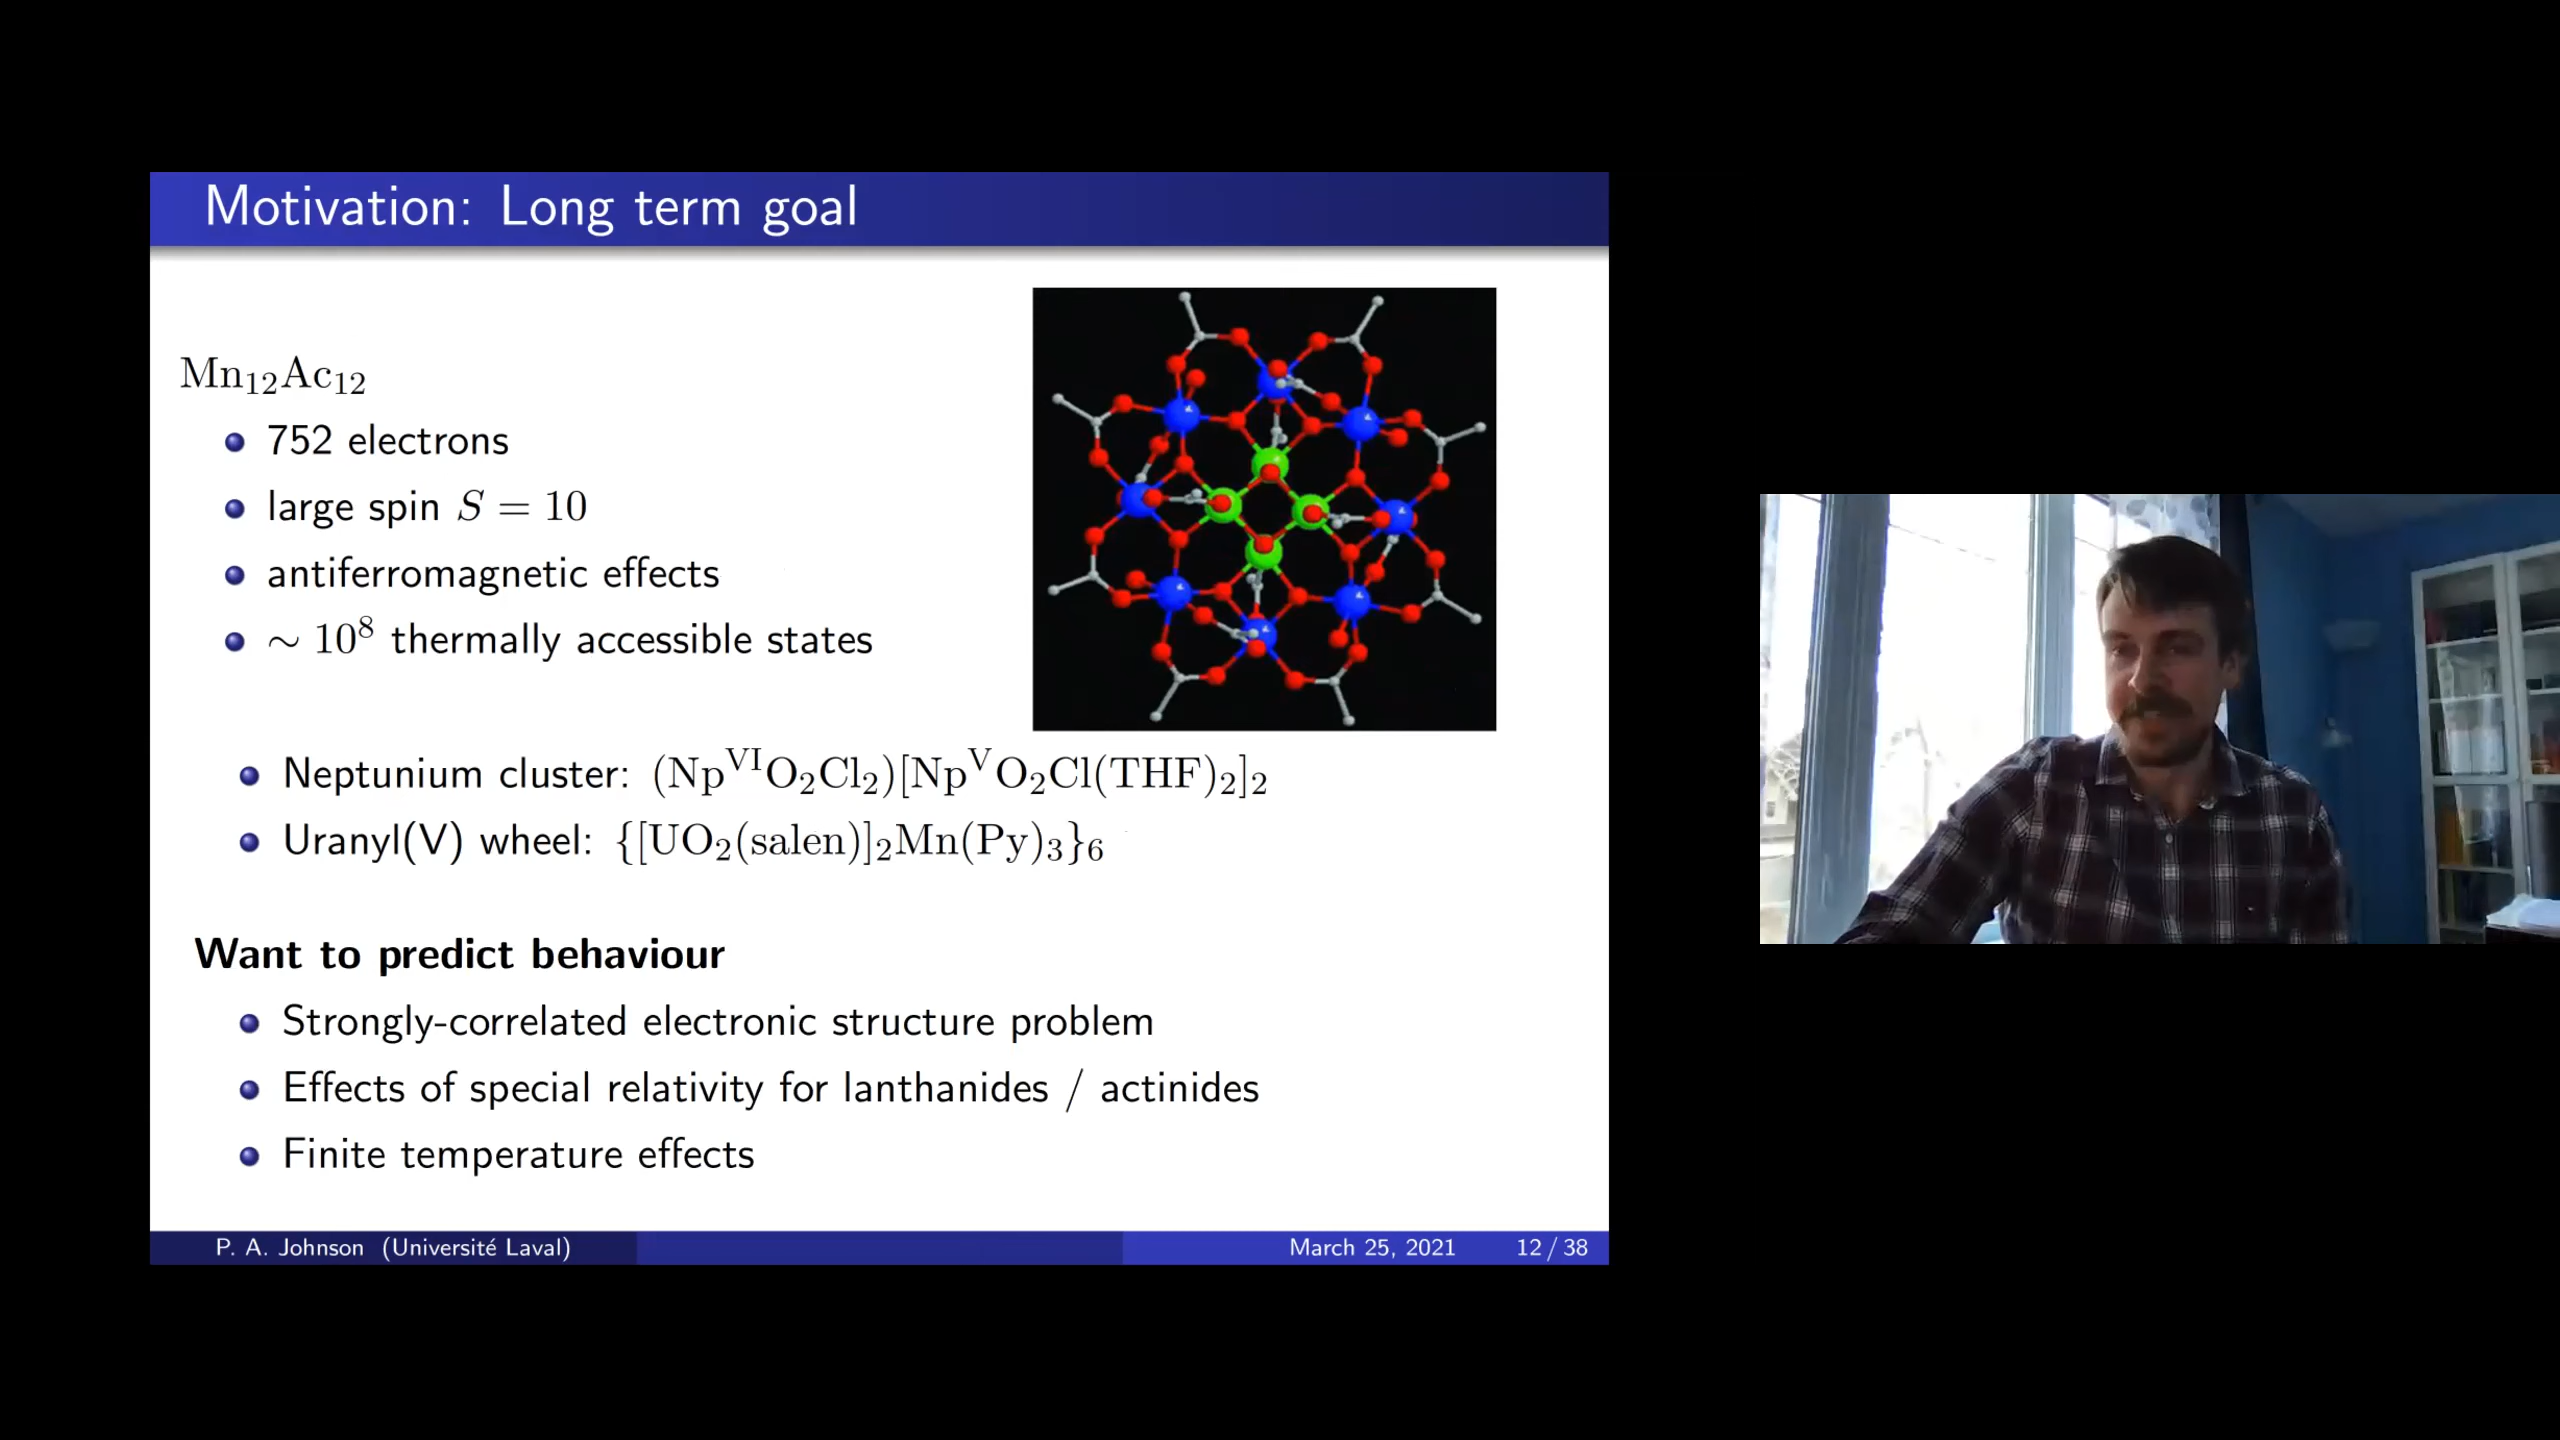 Motivation: Long term goal
Mn₁₂Ac₁₂
752 electrons
large spin S = 10
antiferromagnetic effects
∼ 10⁸ thermally accessible states
Neptunium cluster: (Np^VI O₂Cl₂)[Np^V O₂Cl(THF)₂]₂
Uranyl(V) wheel: {[UO₂(salen)]₂Mn(Py)₃}₆
Want to predict behaviour
Strongly-correlated electronic structure problem
Effects of special relativity for lanthanides / actinides
Finite temperature effects
P. A. Johnson (Université Laval) March 25, 2021 12 / 38